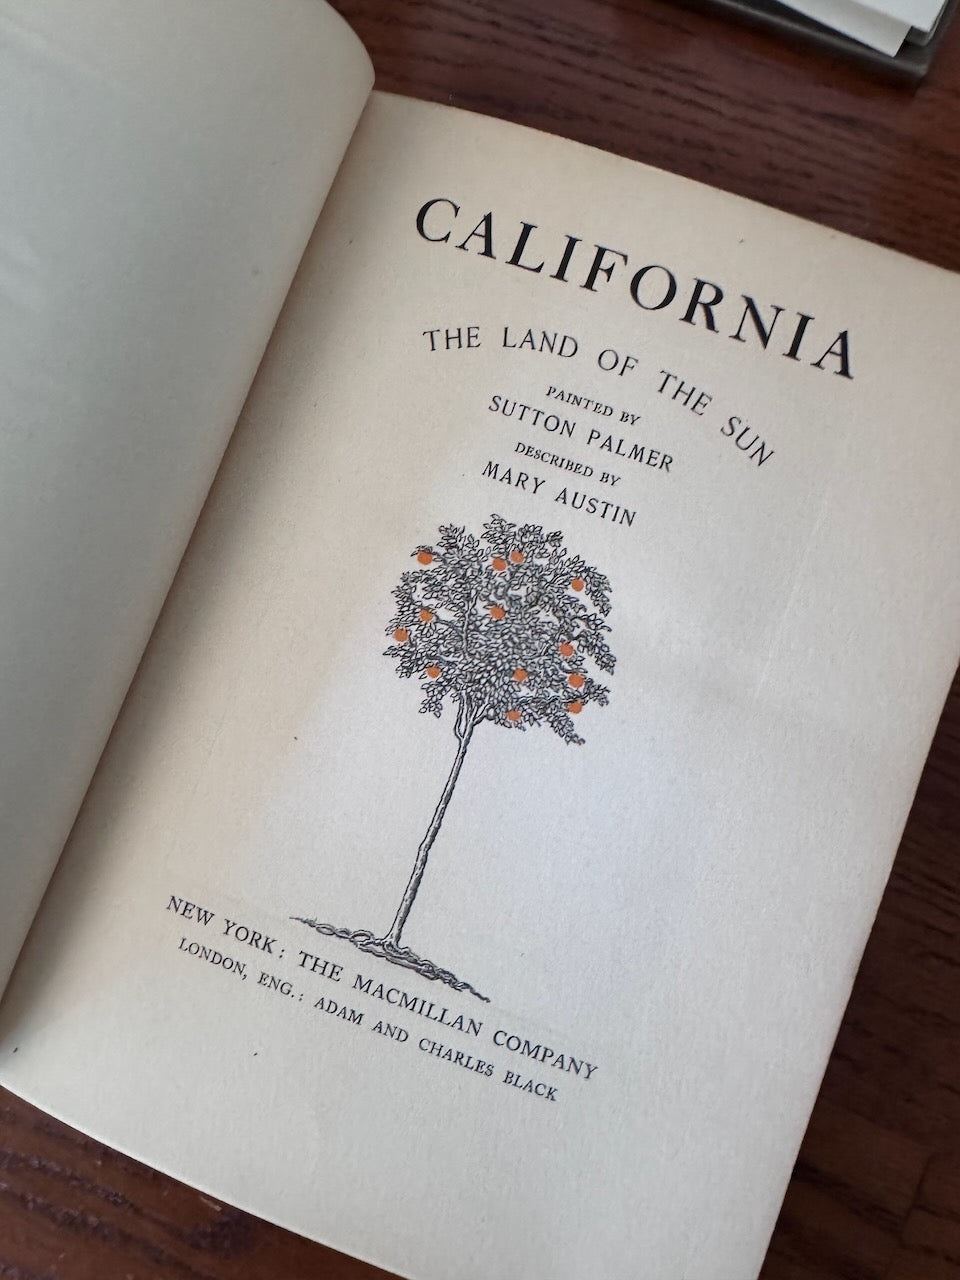 CALIFORNIA
THE LAND OF THE SUN
PAINTED BY
SUTTON PALMER
DESCRIBED BY
MARY AUSTIN
NEW YORK: THE MACMILLAN COMPANY
LONDON, ENG.: ADAM AND CHARLES BLACK